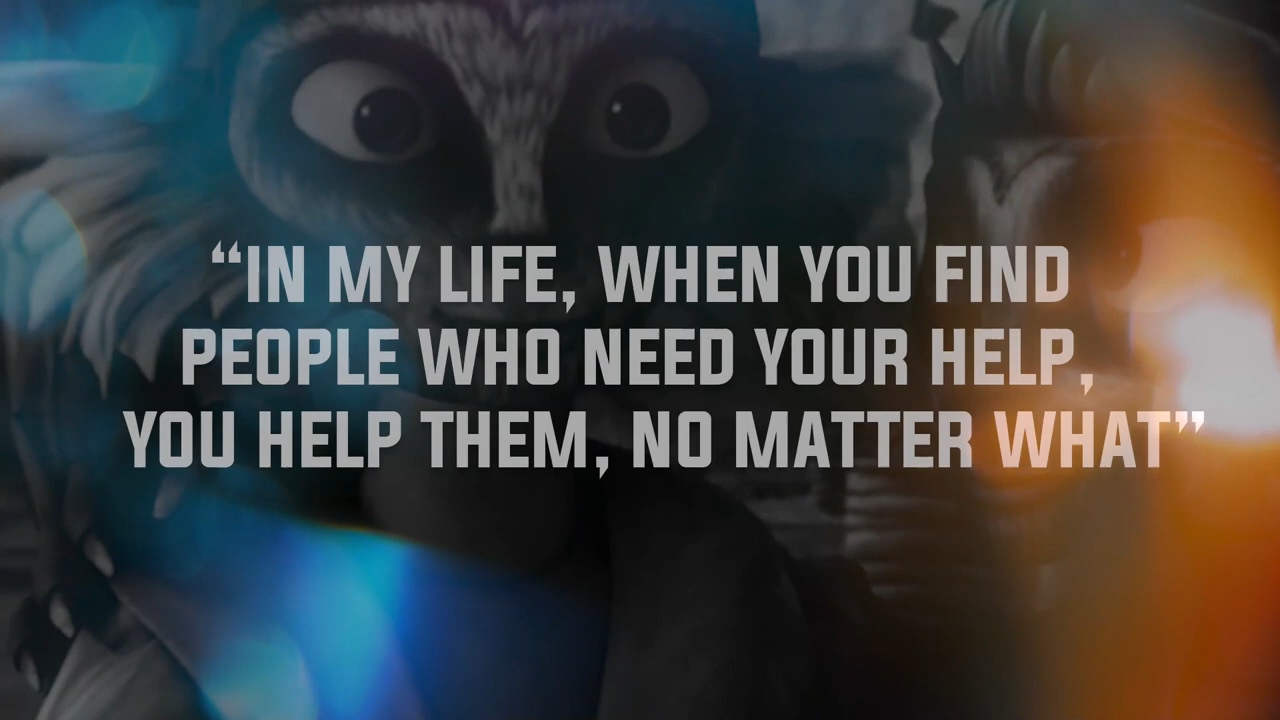 “IN MY LIFE, WHEN YOU FIND
PEOPLE WHO NEED YOUR HELP,
YOU HELP THEM, NO MATTER WHAT”